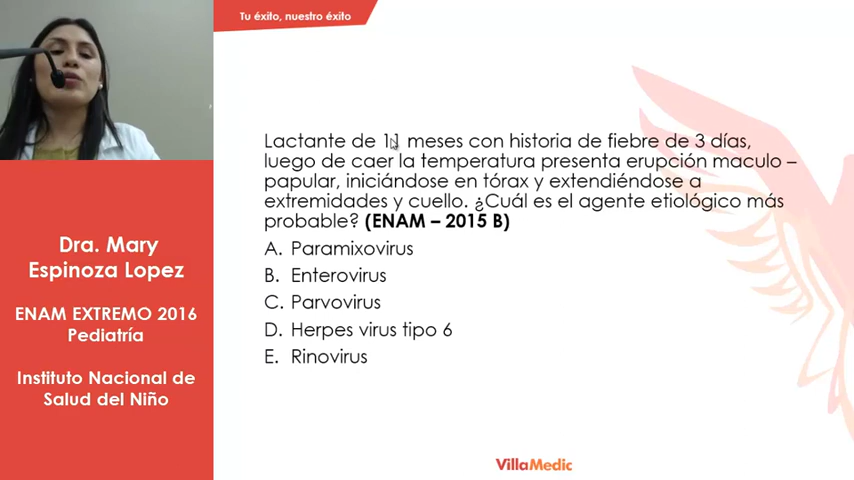 Tu éxito, nuestro éxito
Lactante de 11 meses con historia de fiebre de 3 días,
luego de caer la temperatura presenta erupción maculo –
papular, iniciándose en tórax y extendiéndose a
extremidades y cuello. ¿Cuál es el agente etiológico más
probable? (ENAM – 2015 B)
A. Paramixovirus
B. Enterovirus
C. Parvovirus
D. Herpes virus tipo 6
E. Rinovirus
Dra. Mary
Espinoza Lopez
ENAM EXTREMO 2016
Pediatría
Instituto Nacional de
Salud del Niño
VillaMedic